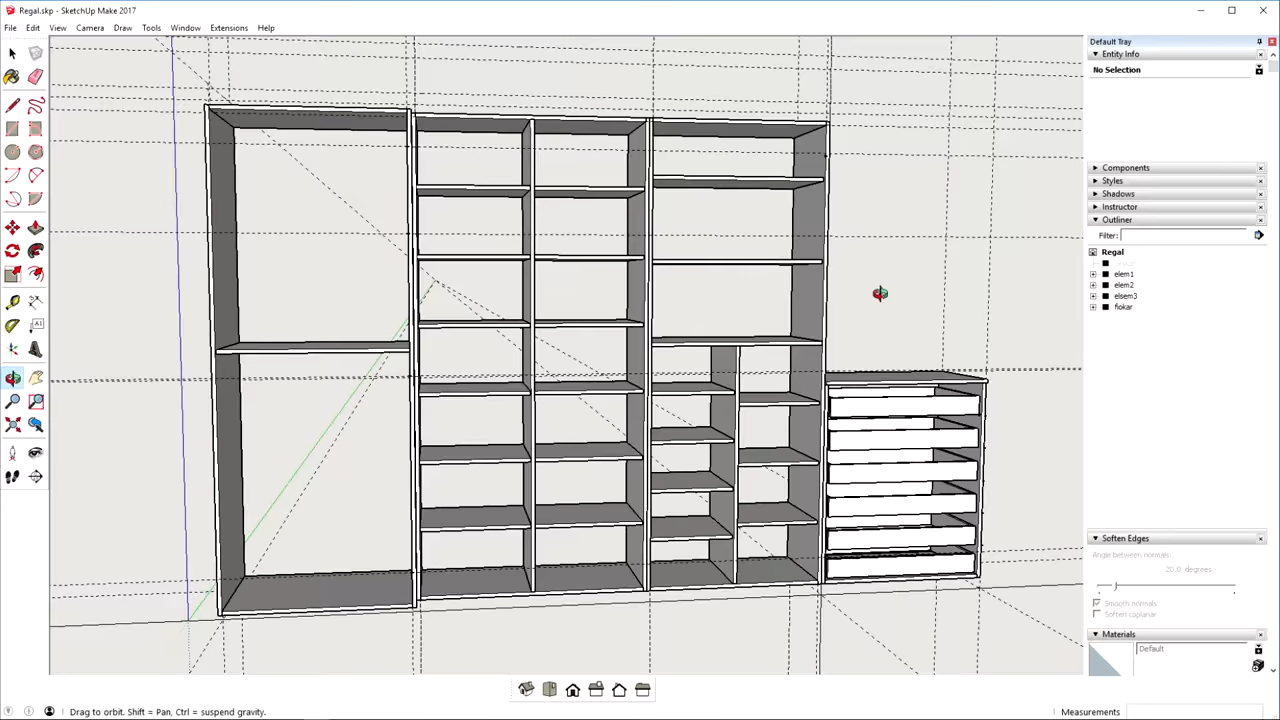 Regal.skp - SketchUp Make 2017
File Edit View Camera Draw Tools Window Extensions Help
Default Tray
Entity Info
No Selection
Components
Styles
Shadows
Instructor
Outliner
Filter:
Regal
elem1
elem2
elsem3
fiokar
Soften Edges
Angle between normals:
20.0 degrees
Smooth normals
Soften coplanar
Materials
Default
Drag to orbit. Shift = Pan, Ctrl = suspend gravity.
Measurements